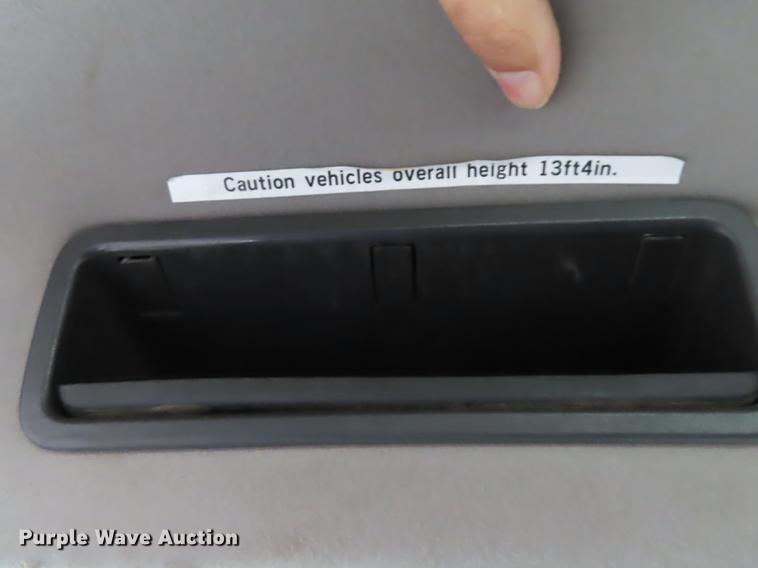 Caution vehicles overall height 13ft4in.
Purple Wave Auction